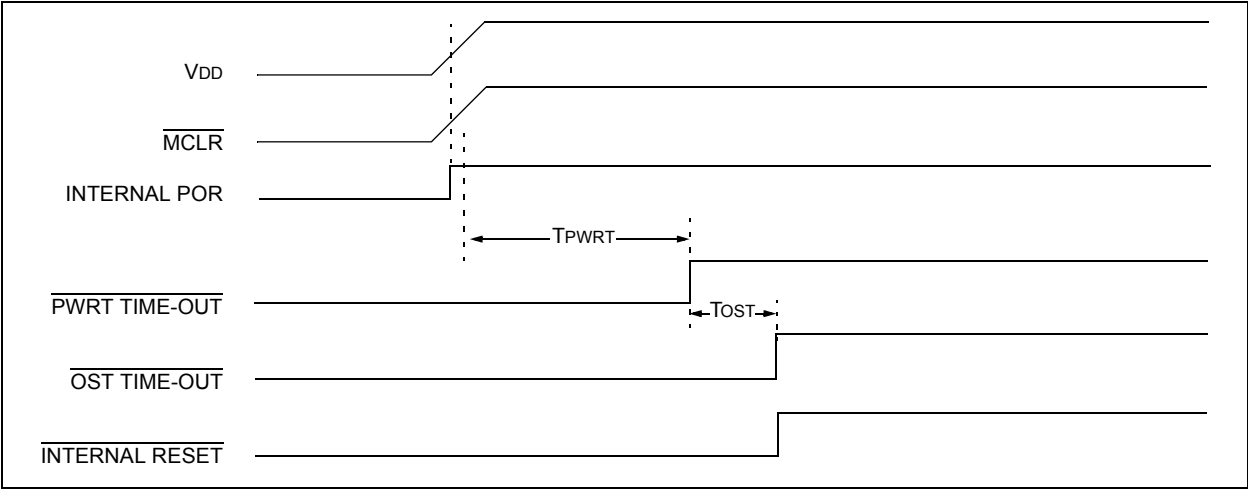 VDD
MCLR
INTERNAL POR
TPWRT
PWRT TIME-OUT
TOST
OST TIME-OUT
INTERNAL RESET